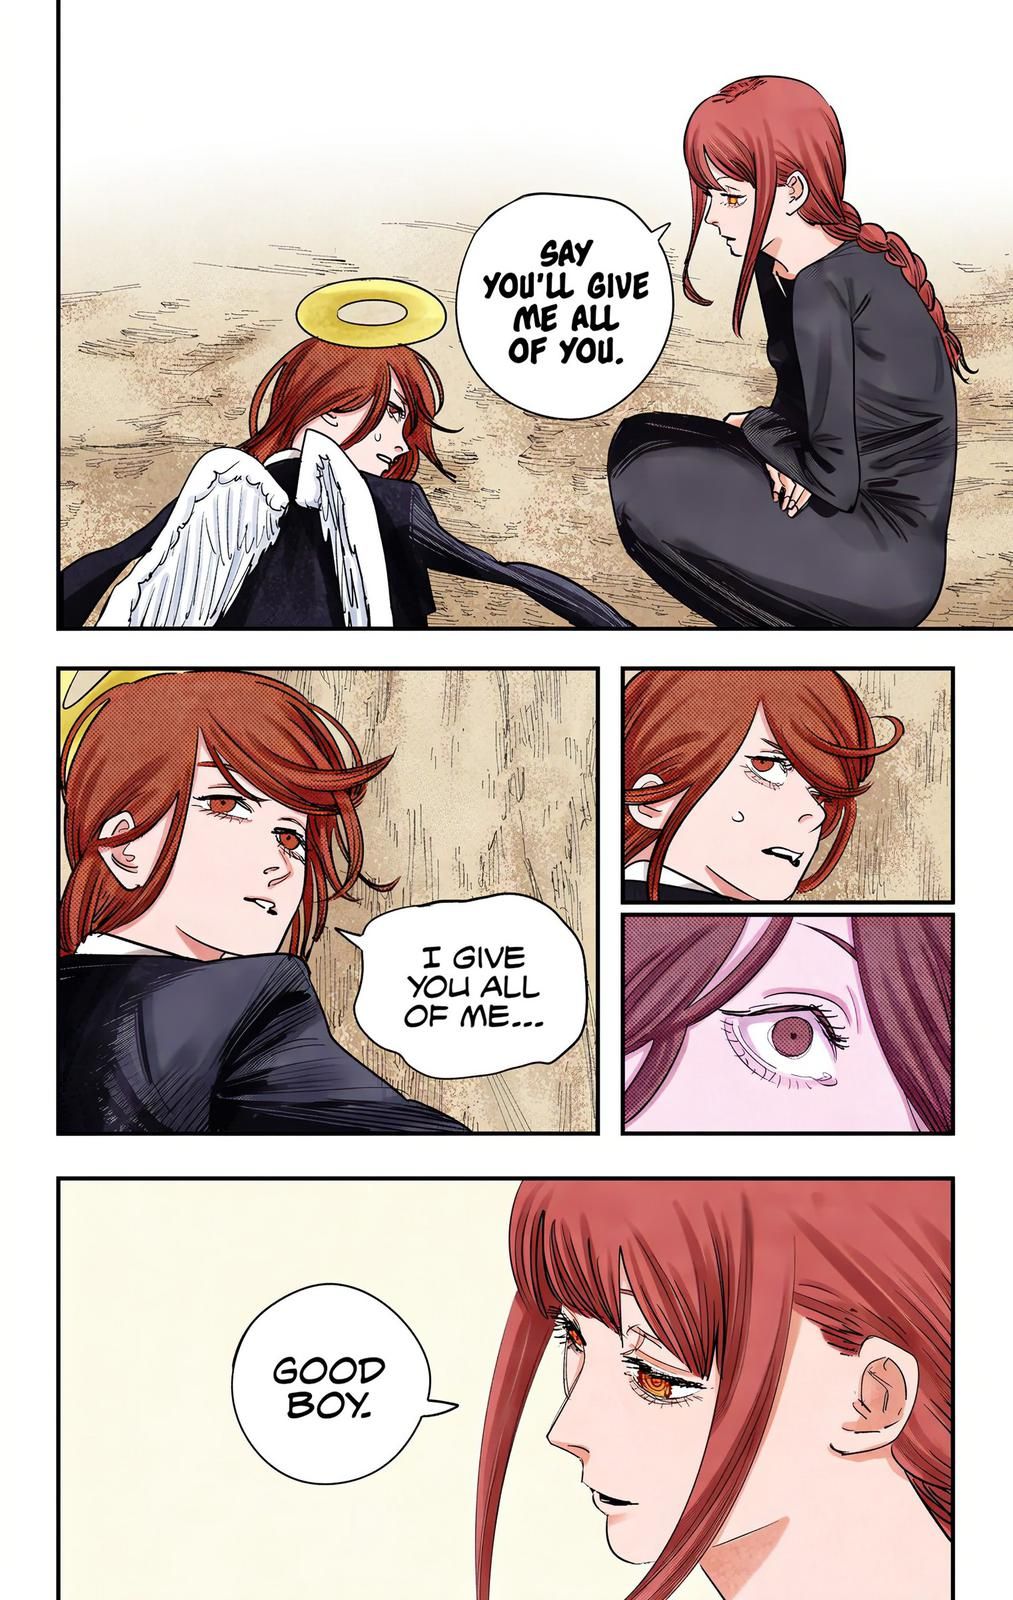 SAY
YOU'LL GIVE
ME ALL
OF YOU.
I GIVE
YOU ALL
OF ME...
GOOD
BOY.